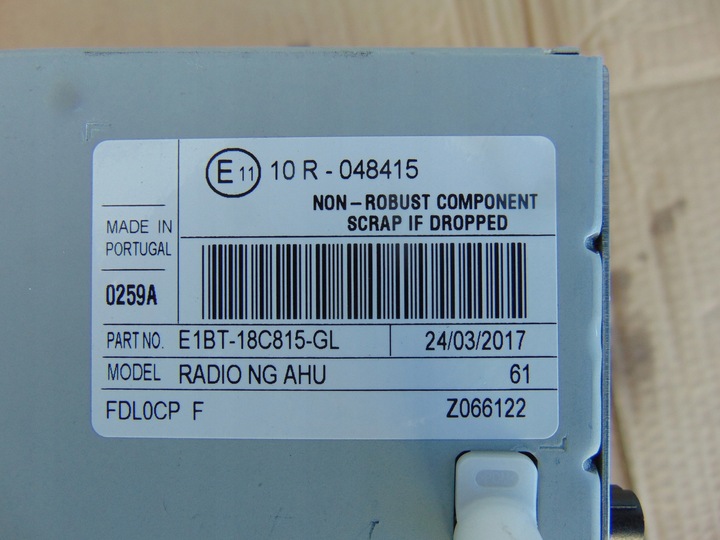 E11 10 R - 048415
NON-ROBUST COMPONENT
SCRAP IF DROPPED
MADE IN
PORTUGAL
0259A
PART NO. E1BT-18C815-GL 24/03/2017
MODEL RADIO NG AHU 61
FDL0CP F Z066122